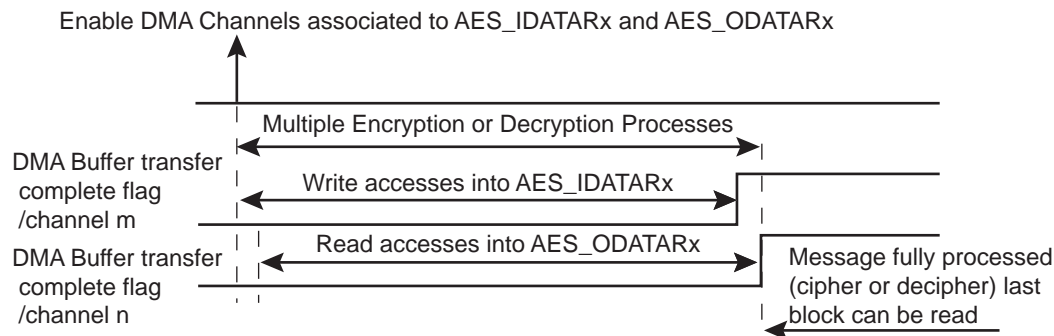 Enable DMA Channels associated to AES_IDATARx and AES_ODATARx
Multiple Encryption or Decryption Processes
DMA Buffer transfer
complete flag
/channel m
Write accesses into AES_IDATARx
DMA Buffer transfer
complete flag
/channel n
Read accesses into AES_ODATARx
Message fully processed
(cipher or decipher) last
block can be read